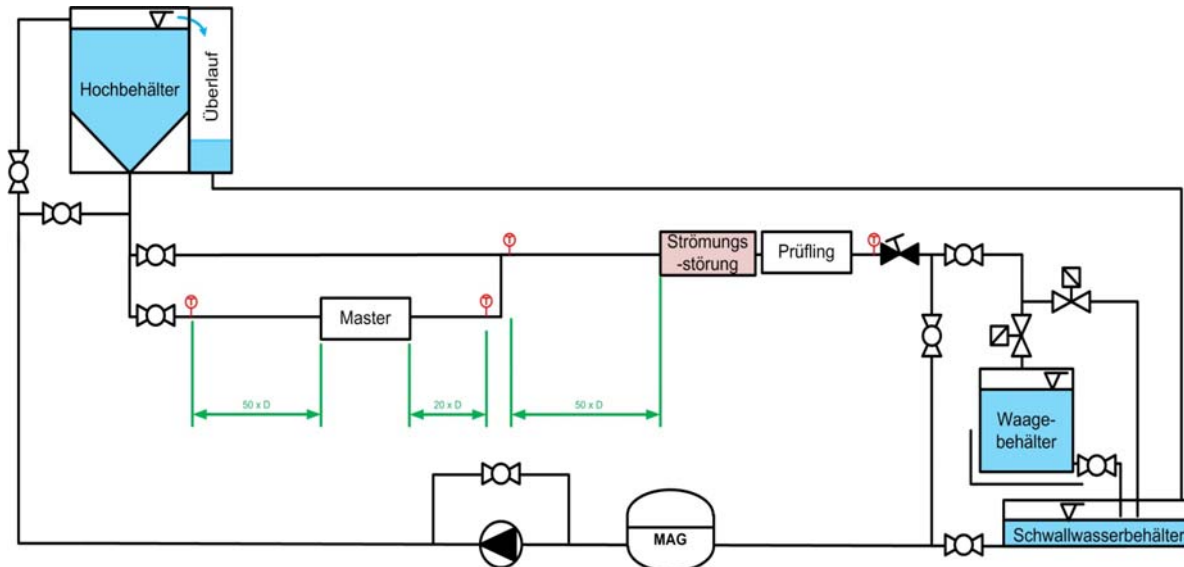 Hochbehälter
Überlauf
T
Strömungs
-störung
Prüfling
T
T
Master
T
50 x D
20 x D
50 x D
Waage-
behälter
MAG
Schwallwasserbehälter